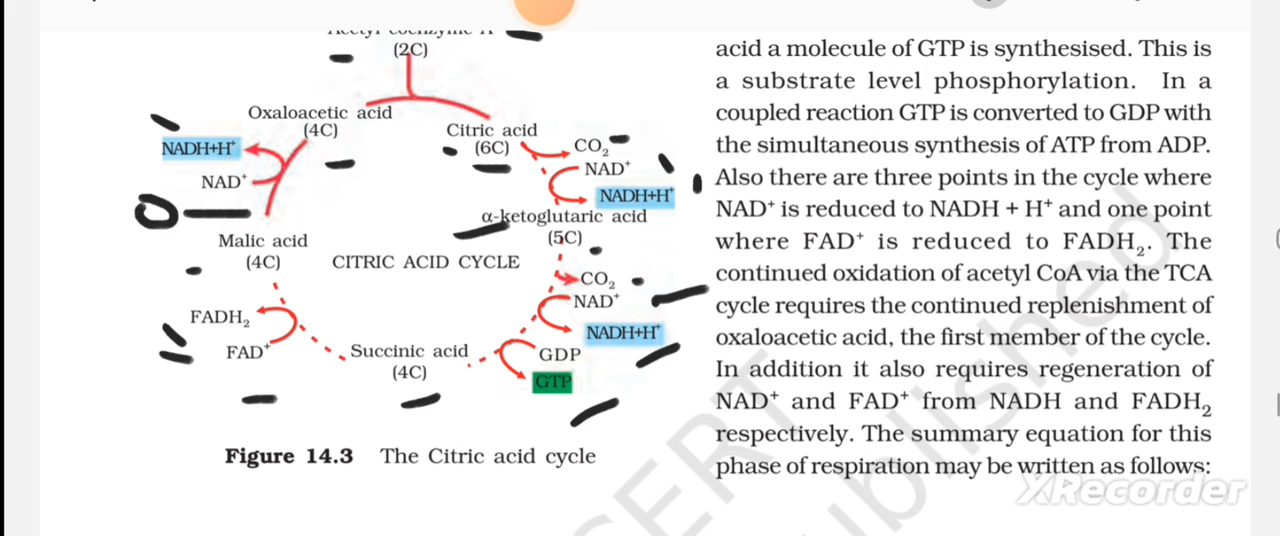 (2C)
Oxaloacetic acid
(4C)
Citric acid
(6C)
CO₂
NADH+H⁺
NAD⁺
NAD⁺
NADH+H⁺
α-ketoglutaric acid
(5C)
Malic acid
(4C)
CITRIC ACID CYCLE
CO₂
NAD⁺
NADH+H⁺
FADH₂
FAD⁺
Succinic acid
(4C)
GDP
GTP
Figure 14.3 The Citric acid cycle
acid a molecule of GTP is synthesised. This is
a substrate level phosphorylation. In a
coupled reaction GTP is converted to GDP with
the simultaneous synthesis of ATP from ADP.
Also there are three points in the cycle where
NAD⁺ is reduced to NADH + H⁺ and one point
where FAD⁺ is reduced to FADH₂. The
continued oxidation of acetyl CoA via the TCA
cycle requires the continued replenishment of
oxaloacetic acid, the first member of the cycle.
In addition it also requires regeneration of
NAD⁺ and FAD⁺ from NADH and FADH₂
respectively. The summary equation for this
phase of respiration may be written as follows:
XRecorder